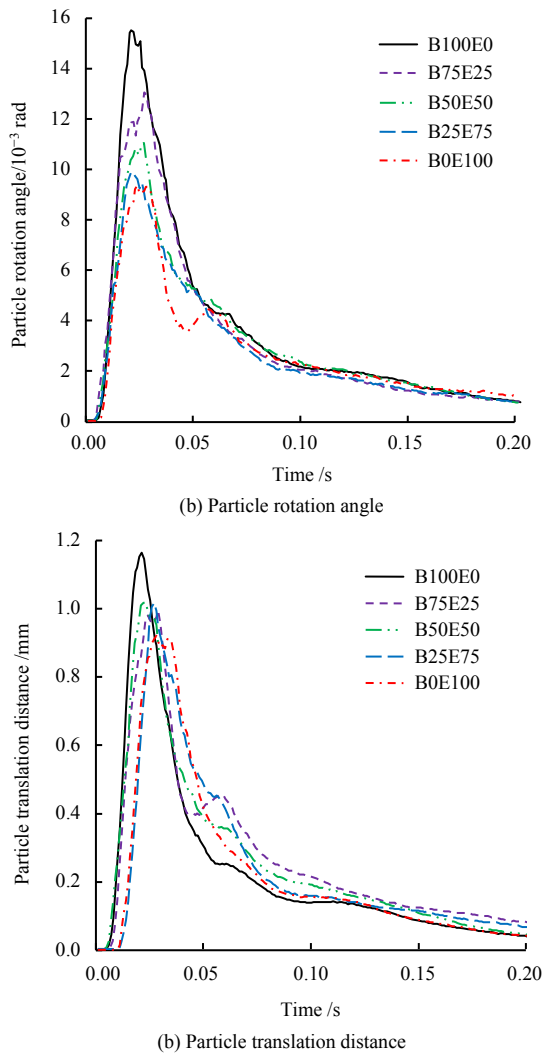 16
14
12
10
8
6
4
2
0
Particle rotation angle/10⁻³ rad
B100E0
B75E25
B50E50
B25E75
B0E100
0.00 0.05 0.10 0.15 0.20
Time /s
(b) Particle rotation angle
1.2
1.0
0.8
0.6
0.4
0.2
0.0
Particle translation distance /mm
B100E0
B75E25
B50E50
B25E75
B0E100
0.00 0.05 0.10 0.15 0.20
Time /s
(b) Particle translation distance